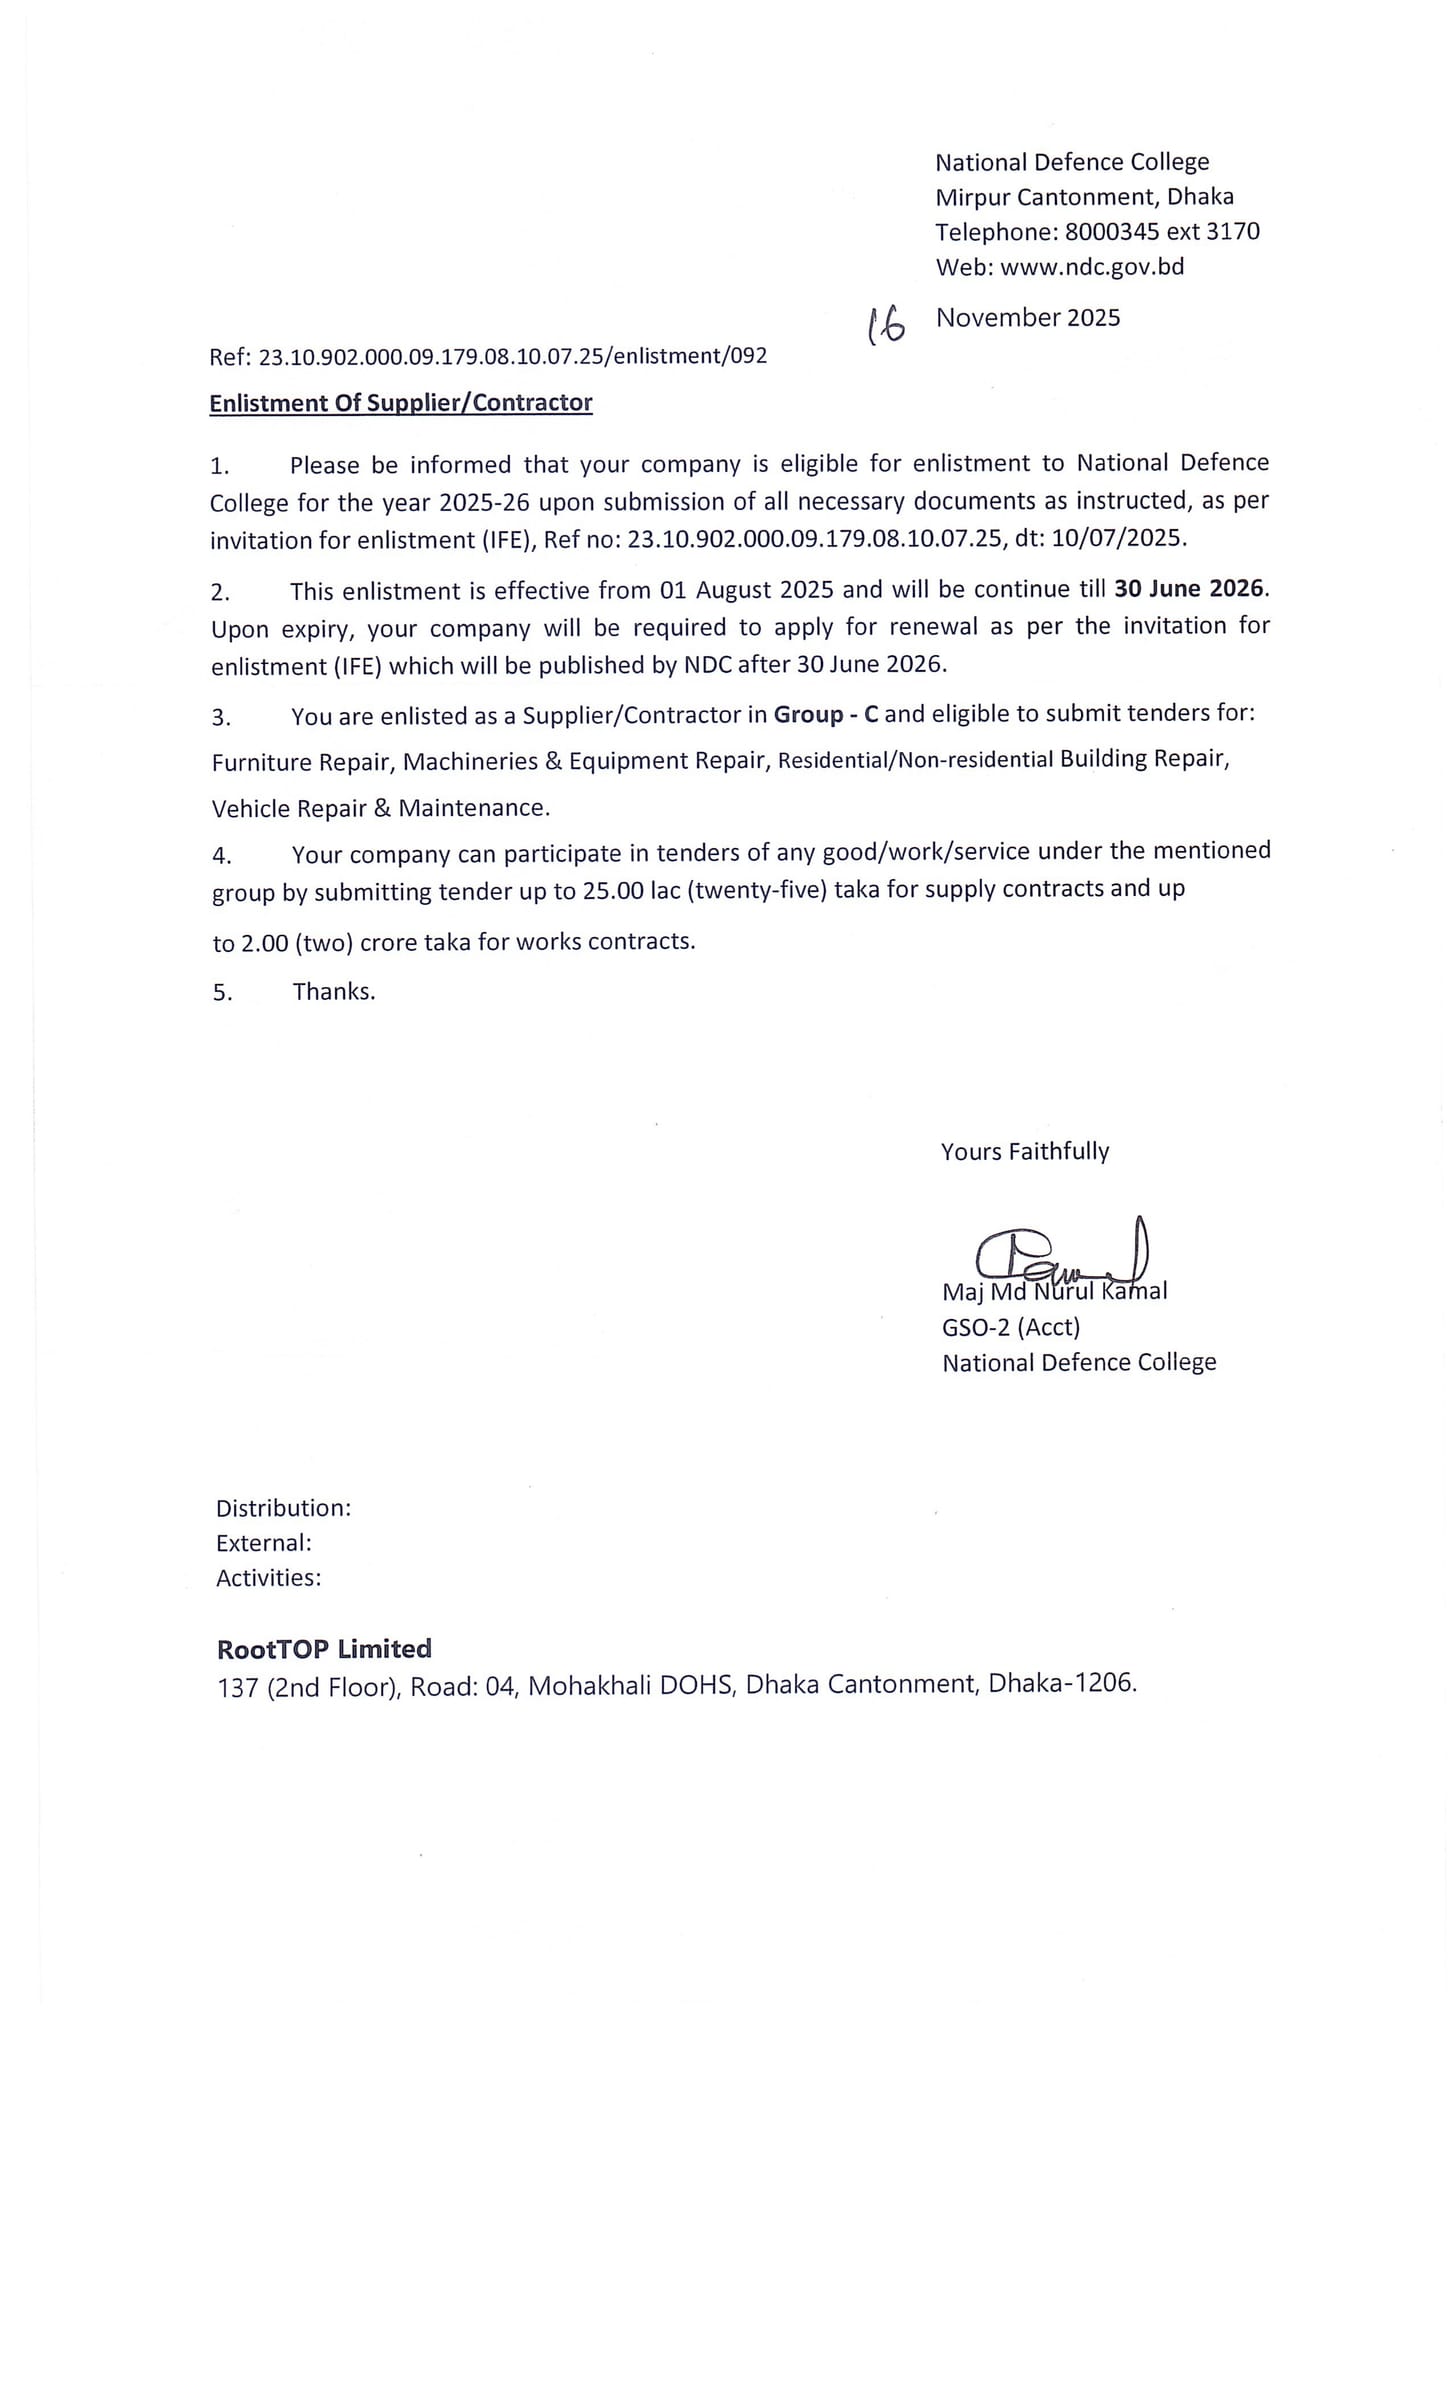 National Defence College
Mirpur Cantonment, Dhaka
Telephone: 8000345 ext 3170
Web: www.ndc.gov.bd
16 November 2025
Ref: 23.10.902.000.09.179.08.10.07.25/enlistment/092
Enlistment Of Supplier/Contractor
1. Please be informed that your company is eligible for enlistment to National Defence
College for the year 2025-26 upon submission of all necessary documents as instructed, as per
invitation for enlistment (IFE), Ref no: 23.10.902.000.09.179.08.10.07.25, dt: 10/07/2025.
2. This enlistment is effective from 01 August 2025 and will be continue till 30 June 2026.
Upon expiry, your company will be required to apply for renewal as per the invitation for
enlistment (IFE) which will be published by NDC after 30 June 2026.
3. You are enlisted as a Supplier/Contractor in Group - C and eligible to submit tenders for:
Furniture Repair, Machineries & Equipment Repair, Residential/Non-residential Building Repair,
Vehicle Repair & Maintenance.
4. Your company can participate in tenders of any good/work/service under the mentioned
group by submitting tender up to 25.00 lac (twenty-five) taka for supply contracts and up
to 2.00 (two) crore taka for works contracts.
5. Thanks.
Yours Faithfully
Maj Md Nurul Kamal
GSO-2 (Acct)
National Defence College
Distribution:
External:
Activities:
RootTOP Limited
137 (2nd Floor), Road: 04, Mohakhali DOHS, Dhaka Cantonment, Dhaka-1206.